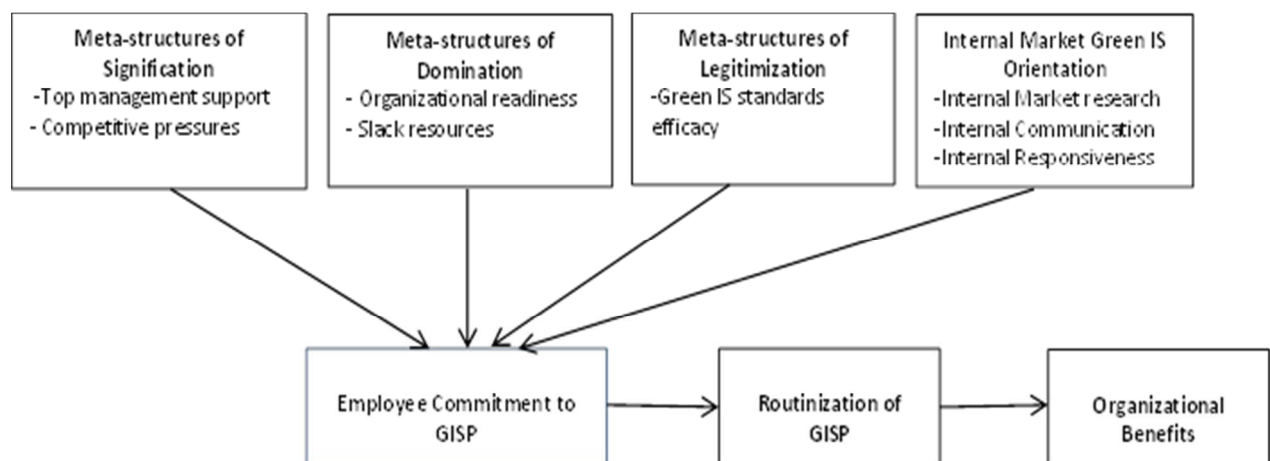 Meta-structures of
Signification
-Top management support
- Competitive pressures
Meta-structures of
Domination
- Organizational readiness
- Slack resources
Meta-structures of
Legitimization
-Green IS standards
efficacy
Internal Market Green IS
Orientation
-Internal Market research
-Internal Communication
-Internal Responsiveness
Employee Commitment to
GISP
Routinization of
GISP
Organizational
Benefits